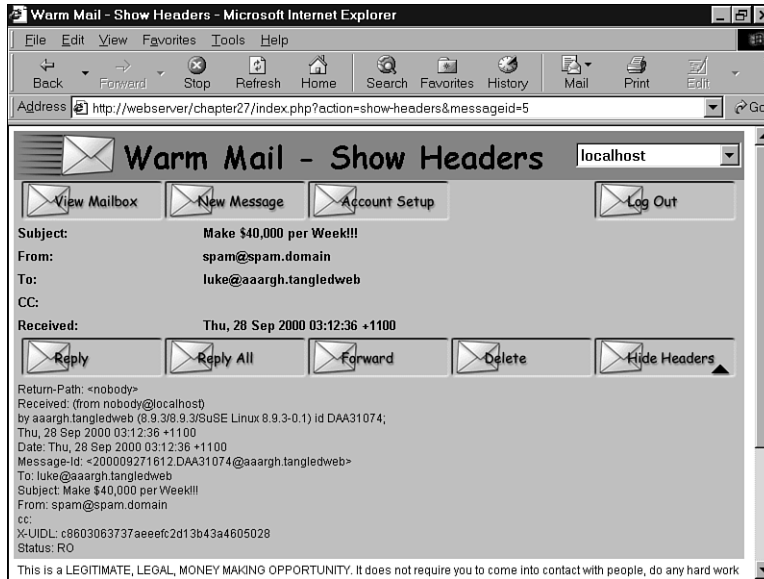 Warm Mail - Show Headers - Microsoft Internet Explorer
File Edit View Favorites Tools Help
Back Forward Stop Refresh Home Search Favorites History Mail Print Edit
Address http://webserver/chapter27/index.php?action=show-headers&messageid=5 Go
Warm Mail - Show Headers localhost
View Mailbox New Message Account Setup Log Out
Subject: Make $40,000 per Week!!!
From: spam@spam.domain
To: luke@aaargh.tangledweb
CC:
Received: Thu, 28 Sep 2000 03:12:36 +1100
Reply Reply All Forward Delete Hide Headers
Return-Path: <nobody>
Received: (from nobody@localhost)
by aaargh.tangledweb (8.9.3/8.9.3/SuSE Linux 8.9.3-0.1) id DAA31074;
Thu, 28 Sep 2000 03:12:36 +1100
Date: Thu, 28 Sep 2000 03:12:36 +1100
Message-Id: <200009271612.DAA31074@aaargh.tangledweb>
To: luke@aaargh.tangledweb
Subject: Make $40,000 per Week!!!
From: spam@spam.domain
cc:
X-UIDL: c8603063737aeeefc2d13b43a4605028
Status: RO
This is a LEGITIMATE, LEGAL, MONEY MAKING OPPORTUNITY. It does not require you to come into contact with people, do any hard work